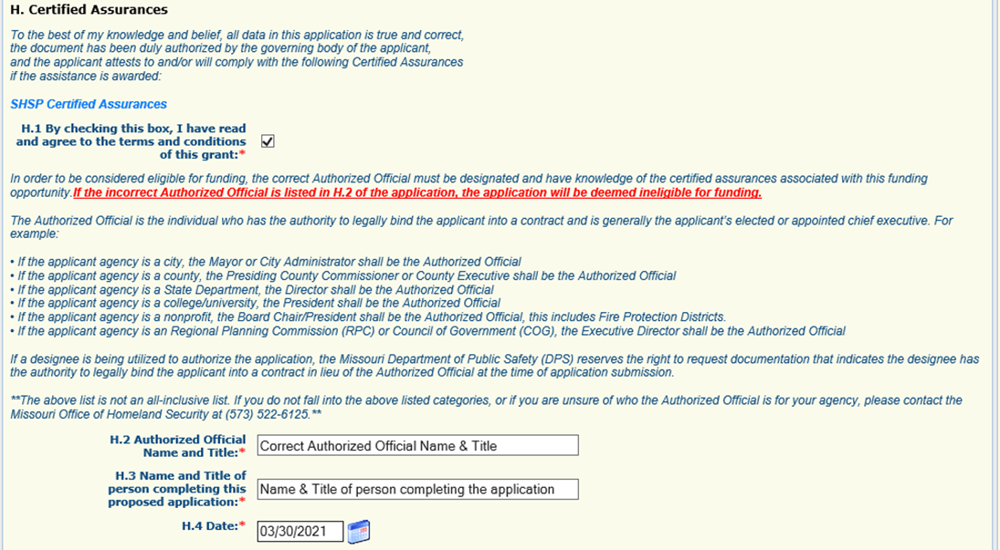 H. Certified Assurances
To the best of my knowledge and belief, all data in this application is true and correct,
the document has been duly authorized by the governing body of the applicant,
and the applicant attests to and/or will comply with the following Certified Assurances
if the assistance is awarded:
SHSP Certified Assurances
H.1 By checking this box, I have read
and agree to the terms and conditions
of this grant:*
In order to be considered eligible for funding, the correct Authorized Official must be designated and have knowledge of the certified assurances associated with this funding
opportunity.If the incorrect Authorized Official is listed in H.2 of the application, the application will be deemed ineligible for funding.
The Authorized Official is the individual who has the authority to legally bind the applicant into a contract and is generally the applicant's elected or appointed chief executive. For
example:
• If the applicant agency is a city, the Mayor or City Administrator shall be the Authorized Official
• If the applicant agency is a county, the Presiding County Commissioner or County Executive shall be the Authorized Official
• If the applicant agency is a State Department, the Director shall be the Authorized Official
• If the applicant agency is a college/university, the President shall be the Authorized Official
• If the applicant agency is a nonprofit, the Board Chair/President shall be the Authorized Official, this includes Fire Protection Districts.
• If the applicant agency is an Regional Planning Commission (RPC) or Council of Government (COG), the Executive Director shall be the Authorized Official
If a designee is being utilized to authorize the application, the Missouri Department of Public Safety (DPS) reserves the right to request documentation that indicates the designee has
the authority to legally bind the applicant into a contract in lieu of the Authorized Official at the time of application submission.
**The above list is not an all-inclusive list. If you do not fall into the above listed categories, or if you are unsure of who the Authorized Official is for your agency, please contact the
Missouri Office of Homeland Security at (573) 522-6125.**
H.2 Authorized Official
Name and Title:*
Correct Authorized Official Name & Title
H.3 Name and Title of
person completing this
proposed application:*
Name & Title of person completing the application
H.4 Date:*
03/30/2021